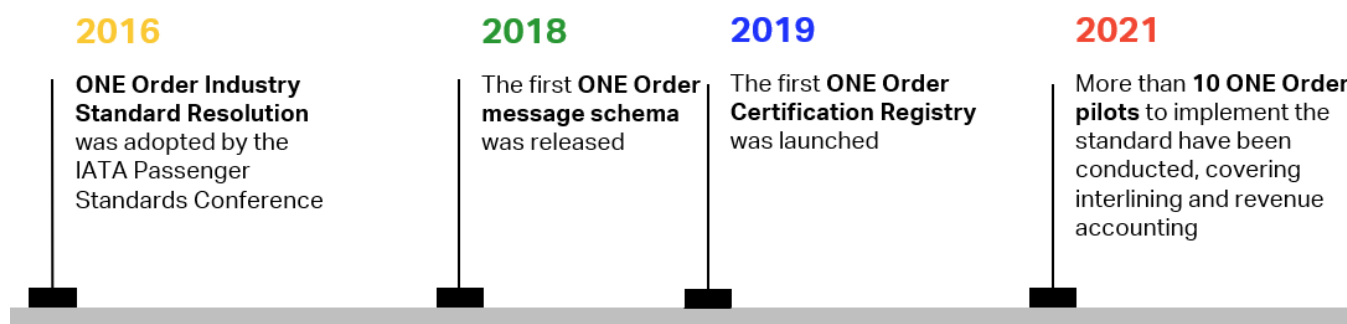 2016
ONE Order Industry
Standard Resolution
was adopted by the
IATA Passenger
Standards Conference
2018
The first ONE Order
message schema
was released
2019
The first ONE Order
Certification Registry
was launched
2021
More than 10 ONE Order
pilots to implement the
standard have been
conducted, covering
interlining and revenue
accounting